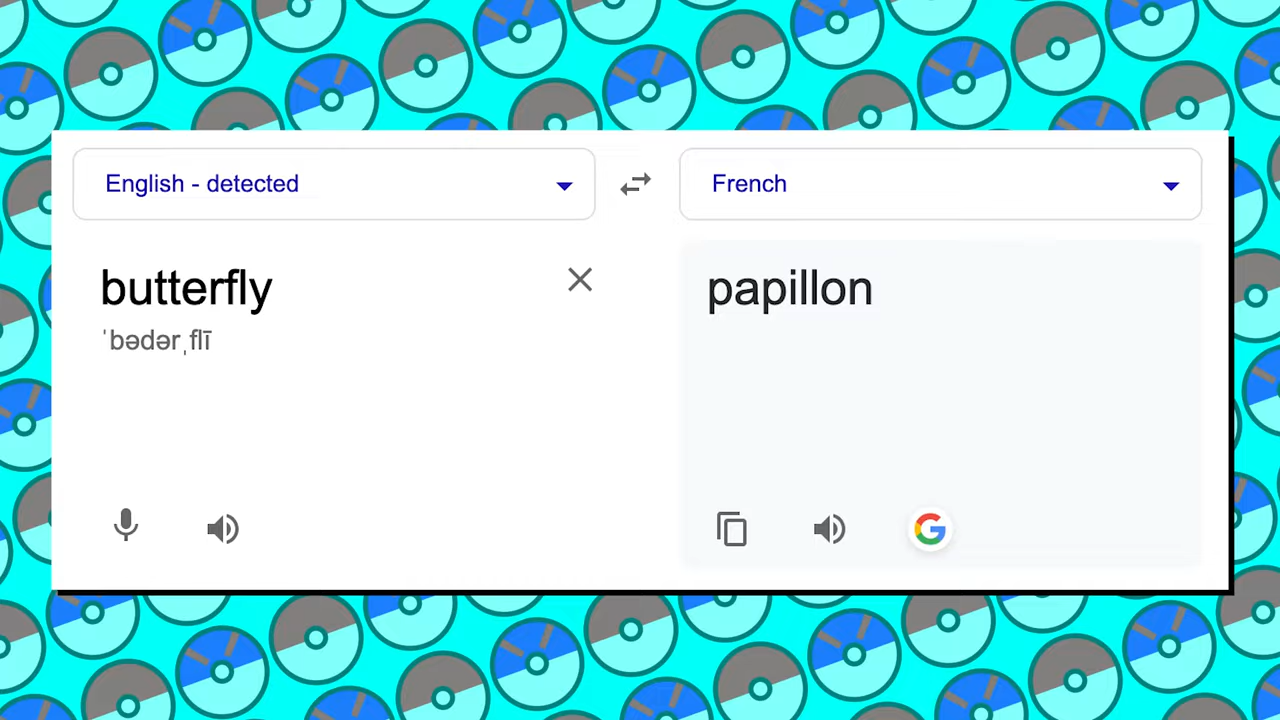 English - detected
French
butterfly
papillon
ˈbədərˌflī